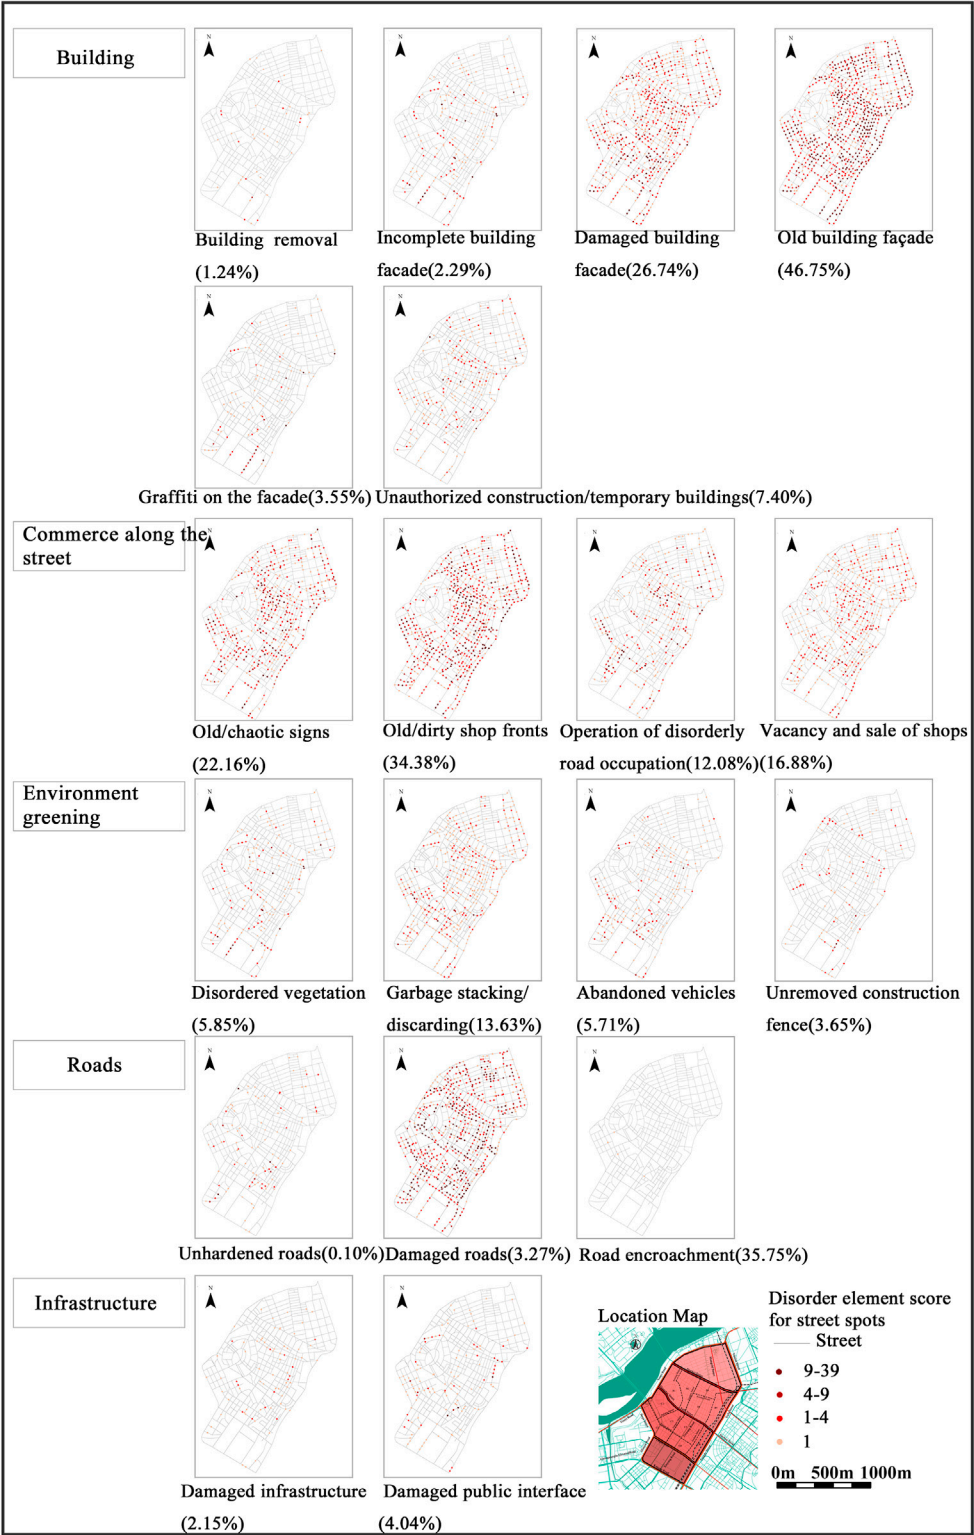 Building
N
N
N
N
Building removal
(1.24%)
Incomplete building
facade(2.29%)
Damaged building
facade(26.74%)
Old building façade
(46.75%)
N
N
Graffiti on the facade(3.55%)
Unauthorized construction/temporary buildings(7.40%)
Commerce along the
street
N
N
N
N
Old/chaotic signs
(22.16%)
Old/dirty shop fronts
(34.38%)
Operation of disorderly
road occupation(12.08%)
Vacancy and sale of shops
(16.88%)
Environment
greening
N
N
N
N
Disordered vegetation
(5.85%)
Garbage stacking/
discarding(13.63%)
Abandoned vehicles
(5.71%)
Unremoved construction
fence(3.65%)
Roads
N
N
N
Unhardened roads(0.10%)
Damaged roads(3.27%)
Road encroachment(35.75%)
Infrastructure
N
N
Damaged infrastructure
(2.15%)
Damaged public interface
(4.04%)
Location Map
Disorder element score
for street spots
Street
9-39
4-9
1-4
1
0m 500m 1000m